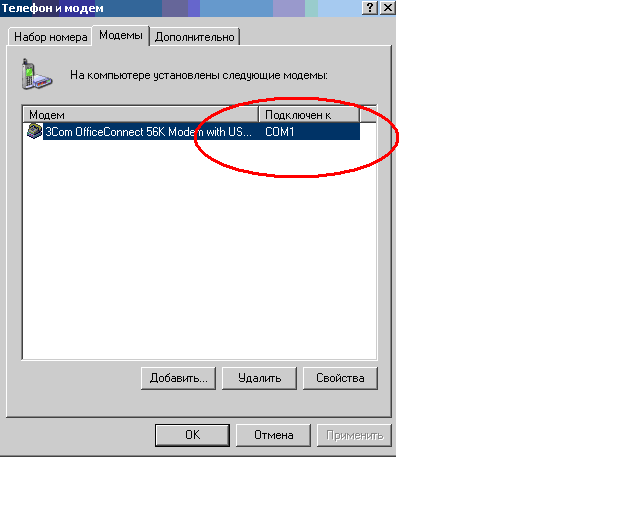 Телефон и модем
Набор номера Модемы Дополнительно
На компьютере установлены следующие модемы:
Модем Подключен к
3Com OfficeConnect 56K Modem with US... COM1
Добавить... Удалить Свойства
OK Отмена Применить